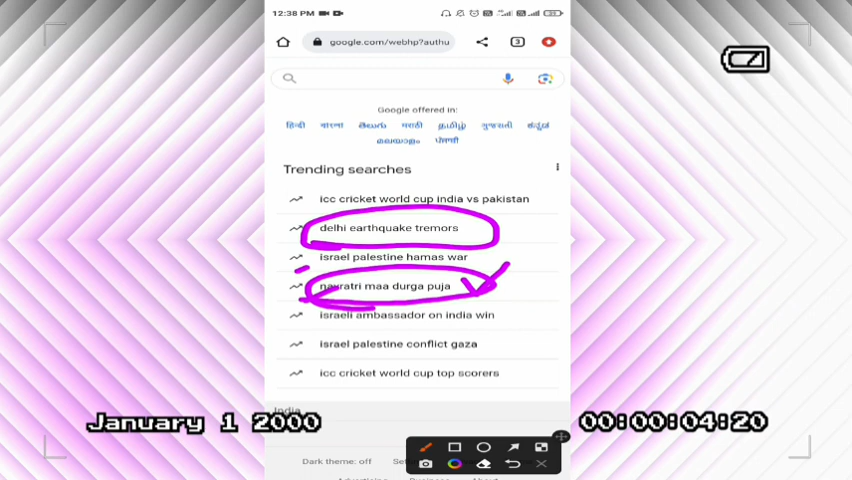 12:38 PM
google.com/webhp?authu
3
Google offered in:
हिन्दी বাংলা తెలుగు मराठी தமிழ் ગુજરાતી ಕನ್ನಡ
മലയാളം ਪੰਜਾਬੀ
Trending searches
icc cricket world cup india vs pakistan
delhi earthquake tremors
israel palestine hamas war
navratri maa durga puja
israeli ambassador on india win
israel palestine conflict gaza
icc cricket world cup top scorers
India
January 1 2000
00:00:04:20
Dark theme: off